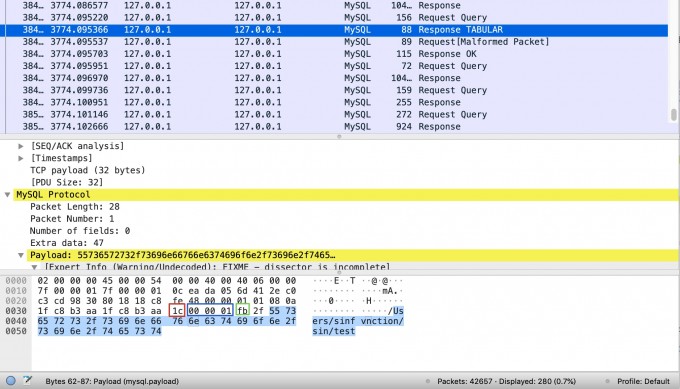 384… 3774.086577 127.0.0.1 127.0.0.1 MySQL 104… Response
384… 3774.095220 127.0.0.1 127.0.0.1 MySQL 156 Request Query
384… 3774.095366 127.0.0.1 127.0.0.1 MySQL 88 Response TABULAR
384… 3774.095537 127.0.0.1 127.0.0.1 MySQL 89 Request[Malformed Packet]
384… 3774.095703 127.0.0.1 127.0.0.1 MySQL 115 Response OK
384… 3774.095951 127.0.0.1 127.0.0.1 MySQL 72 Request Query
384… 3774.096970 127.0.0.1 127.0.0.1 MySQL 104… Response
384… 3774.099736 127.0.0.1 127.0.0.1 MySQL 159 Request Query
384… 3774.100951 127.0.0.1 127.0.0.1 MySQL 255 Response
385… 3774.101146 127.0.0.1 127.0.0.1 MySQL 272 Request Query
385… 3774.102666 127.0.0.1 127.0.0.1 MySQL 924 Response
[SEQ/ACK analysis]
[Timestamps]
TCP payload (32 bytes)
[PDU Size: 32]
MySQL Protocol
Packet Length: 28
Packet Number: 1
Number of fields: 0
Extra data: 47
Payload: 55736572732f73696e66766e6374696f6e2f73696e2f7465…
[Expert Info (Warning/Undecoded): FIXME - dissector is incomplete]
0000 02 00 00 00 45 00 00 54 00 00 40 00 40 06 00 00 ····E··T ··@·@···
0010 7f 00 00 01 7f 00 00 01 0c ea da 05 6d 41 2e c0 ········ ····mA.·
0020 c3 cd 98 30 80 18 18 c8 fe 48 00 00 01 01 08 0a ···0···· ·H······
0030 1f c8 b3 aa 1f c8 b3 aa 1c 00 00 01 fb 2f 55 73 ········ ·····/Us
0040 65 72 73 2f 73 69 6e 66 76 6e 63 74 69 6f 6e 2f ers/sinf vnction/
0050 73 69 6e 2f 74 65 73 74 sin/test
Bytes 62-87: Payload (mysql.payload) Packets: 42657 · Displayed: 280 (0.7%) Profile: Default